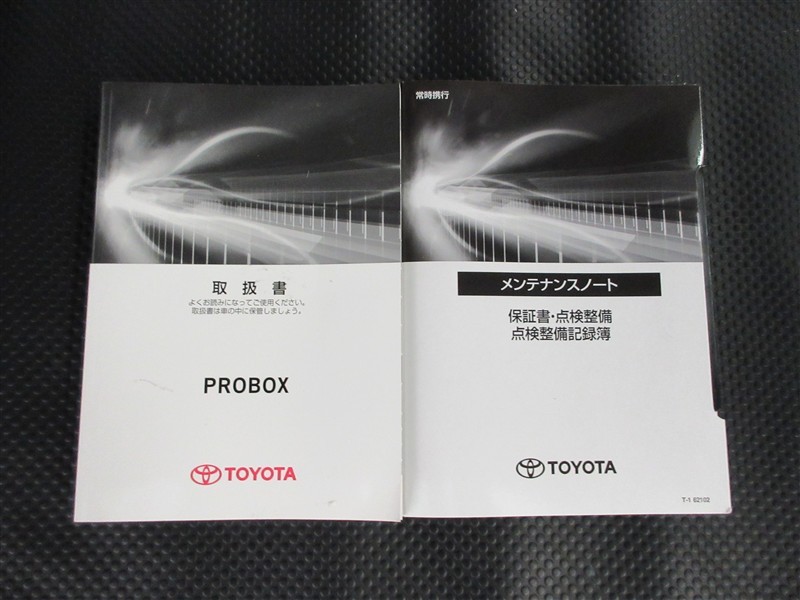 取扱書
よくお読みになってご使用ください。
取扱書は車の中に保管しましょう。
PROBOX
TOYOTA
常時携行
メンテナンスノート
保証書・点検整備
点検整備記録簿
TOYOTA
T-1 62102